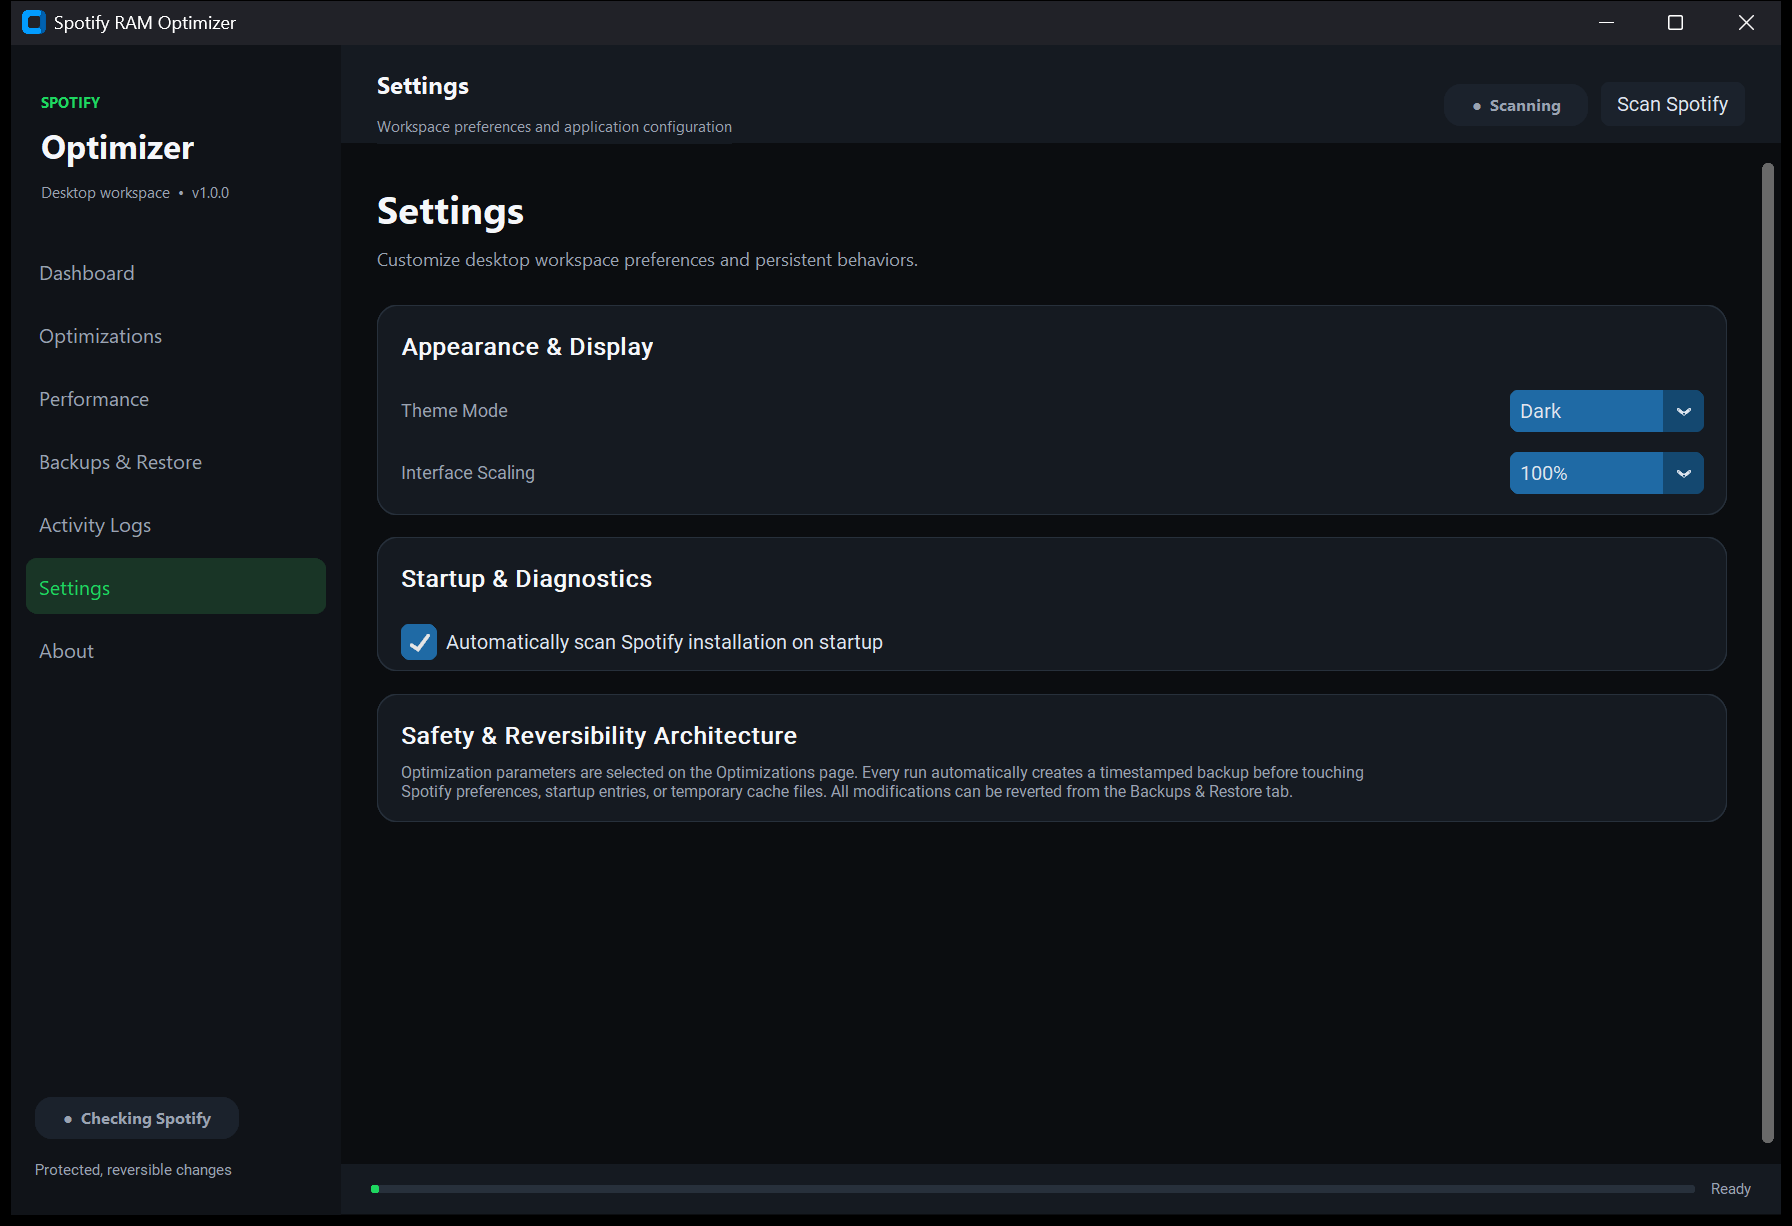 Spotify RAM Optimizer
SPOTIFY
Optimizer
Desktop workspace • v1.0.0
Dashboard
Optimizations
Performance
Backups & Restore
Activity Logs
Settings
About
● Checking Spotify
Protected, reversible changes
Settings
Workspace preferences and application configuration
● Scanning
Scan Spotify
Settings
Customize desktop workspace preferences and persistent behaviors.
Appearance & Display
Theme Mode
Dark
Interface Scaling
100%
Startup & Diagnostics
Automatically scan Spotify installation on startup
Safety & Reversibility Architecture
Optimization parameters are selected on the Optimizations page. Every run automatically creates a timestamped backup before touching
Spotify preferences, startup entries, or temporary cache files. All modifications can be reverted from the Backups & Restore tab.
Ready